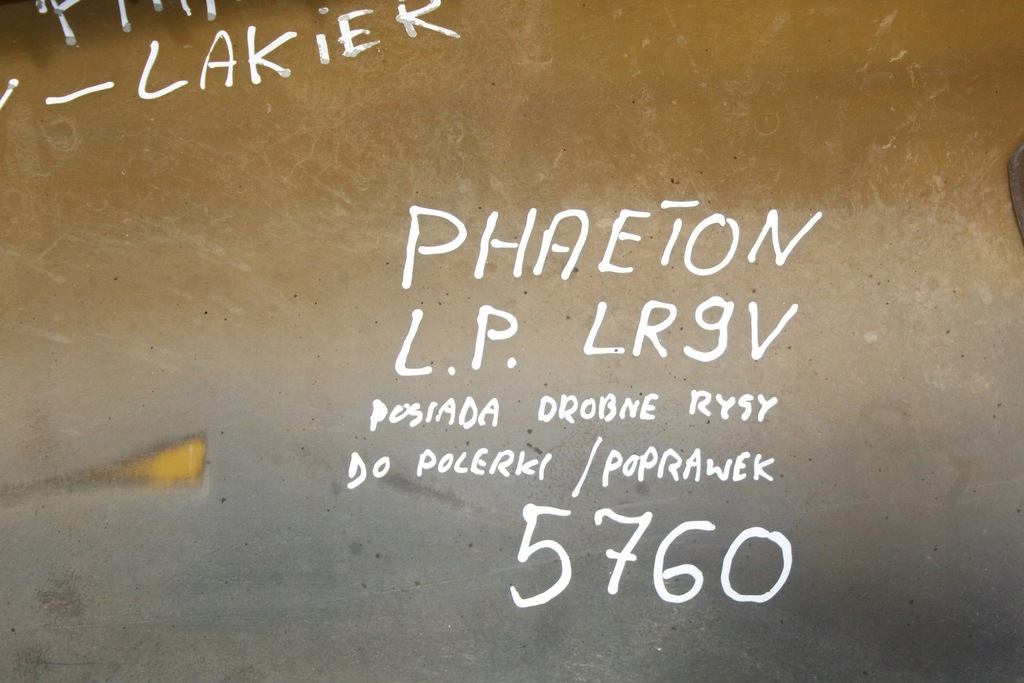 – LAKIER
PHAETON
L.P. LR9V
POSIADA DROBNE RYSY
DO POLERKI / POPRAWEK
5760